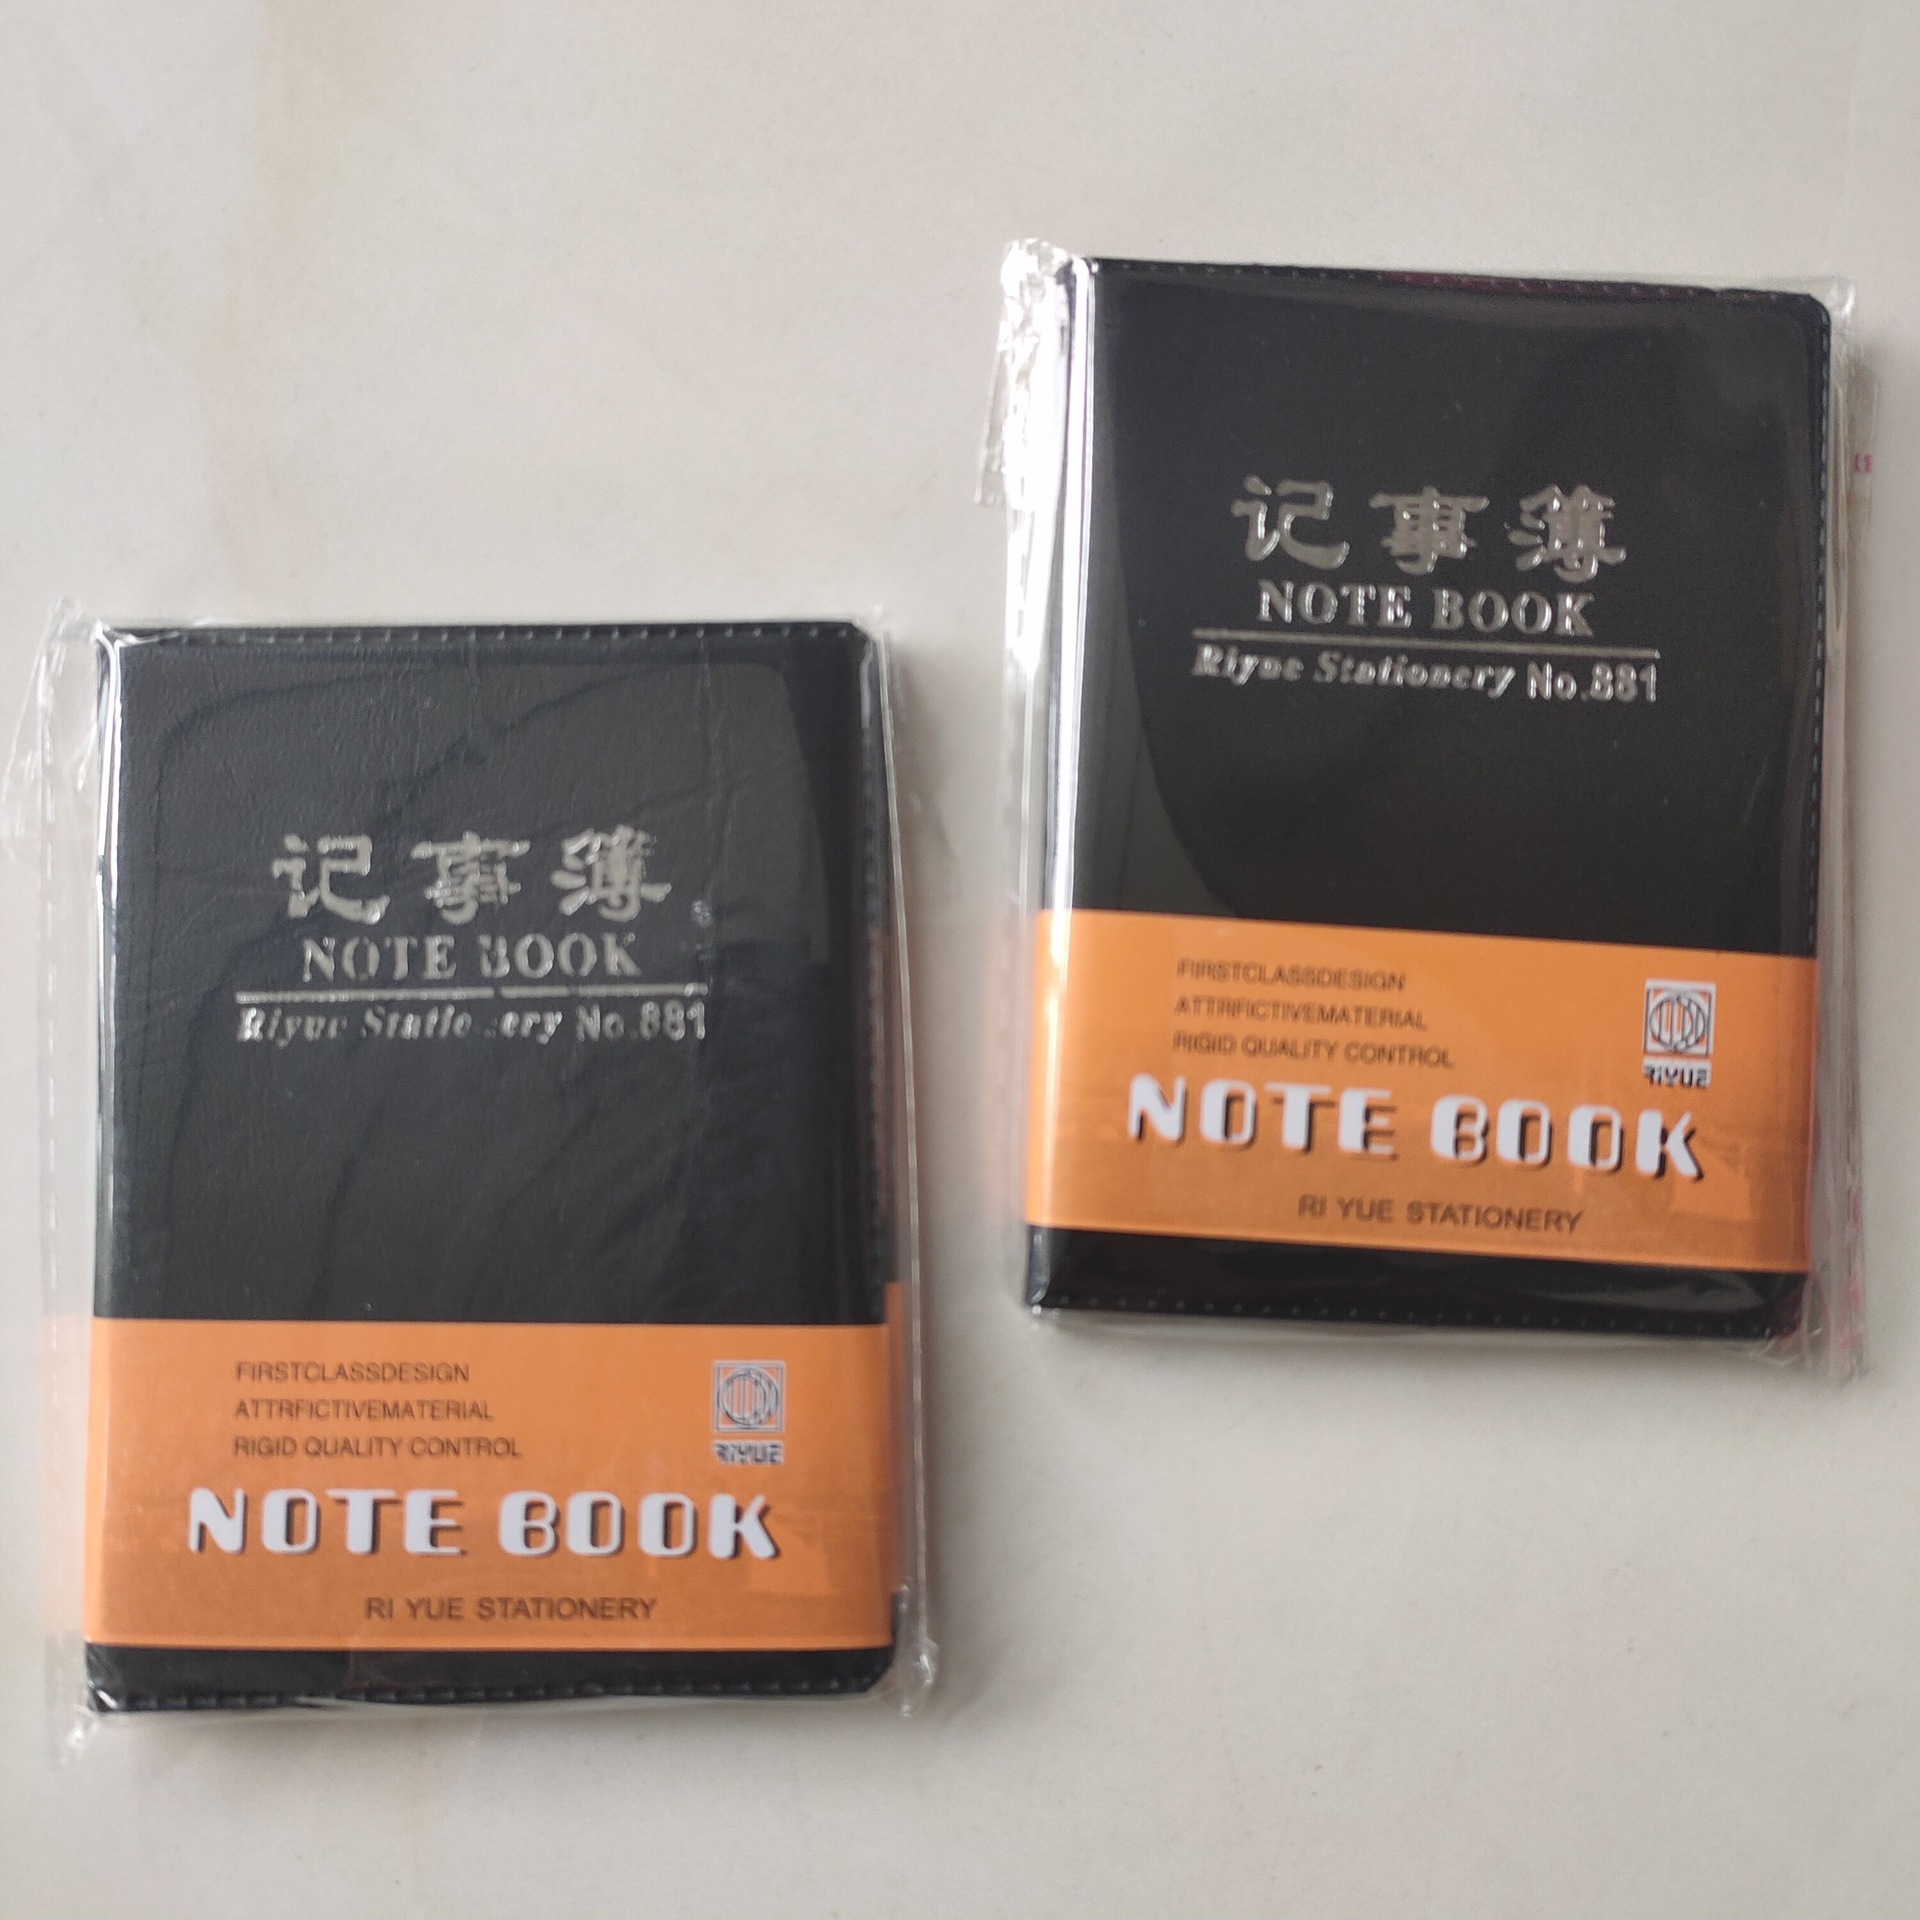 记事簿
NOTE BOOK
Riyue Stationery No.881
FIRSTCLASSDESIGN
ATTRFICTIVEMATERIAL
RIGID QUALITY CONTROL
RIYUE
NOTE BOOK
RI YUE STATIONERY
记事簿
NOTE BOOK
Riyue Stationery No.881
FIRSTCLASSDESIGN
ATTRFICTIVEMATERIAL
RIGID QUALITY CONTROL
RIYUE
NOTE BOOK
RI YUE STATIONERY